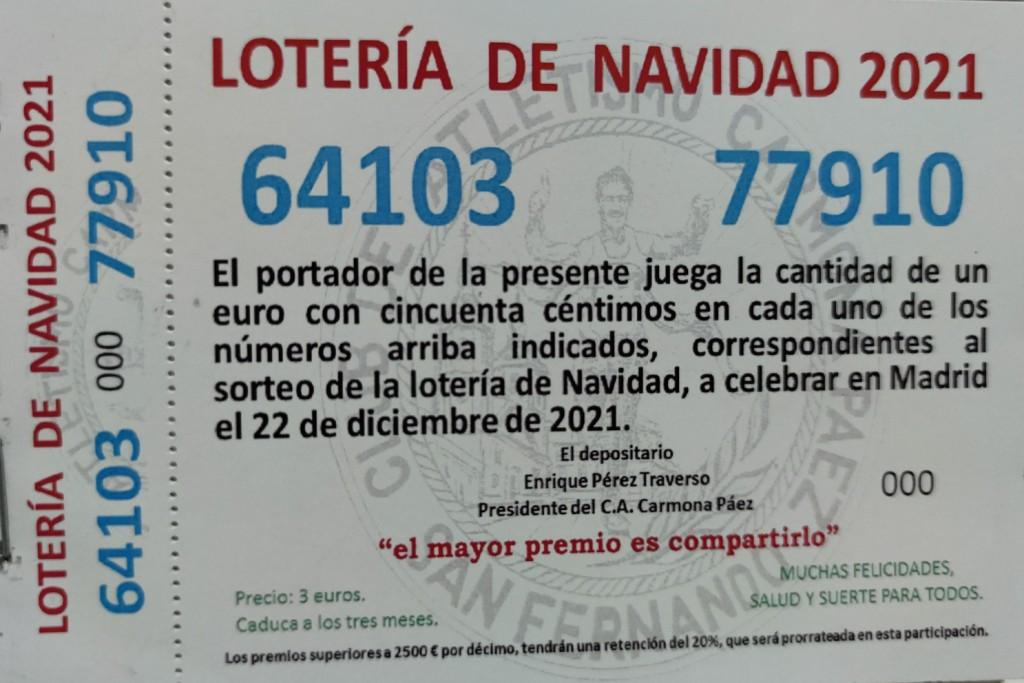 LOTERÍA DE NAVIDAD 2021
64103 000 77910
LOTERÍA DE NAVIDAD 2021
64103 77910
El portador de la presente juega la cantidad de un
euro con cincuenta céntimos en cada uno de los
números arriba indicados, correspondientes al
sorteo de la lotería de Navidad, a celebrar en Madrid
el 22 de diciembre de 2021.
El depositario
Enrique Pérez Traverso
Presidente del C.A. Carmona Páez
000
“el mayor premio es compartirlo”
Precio: 3 euros.
Caduca a los tres meses.
MUCHAS FELICIDADES,
SALUD Y SUERTE PARA TODOS.
Los premios superiores a 2500 € por décimo, tendrán una retención del 20%, que será prorrateada en esta participación.
CLUB DE ATLETISMO CARMONA PAEZ
SAN FERNANDO